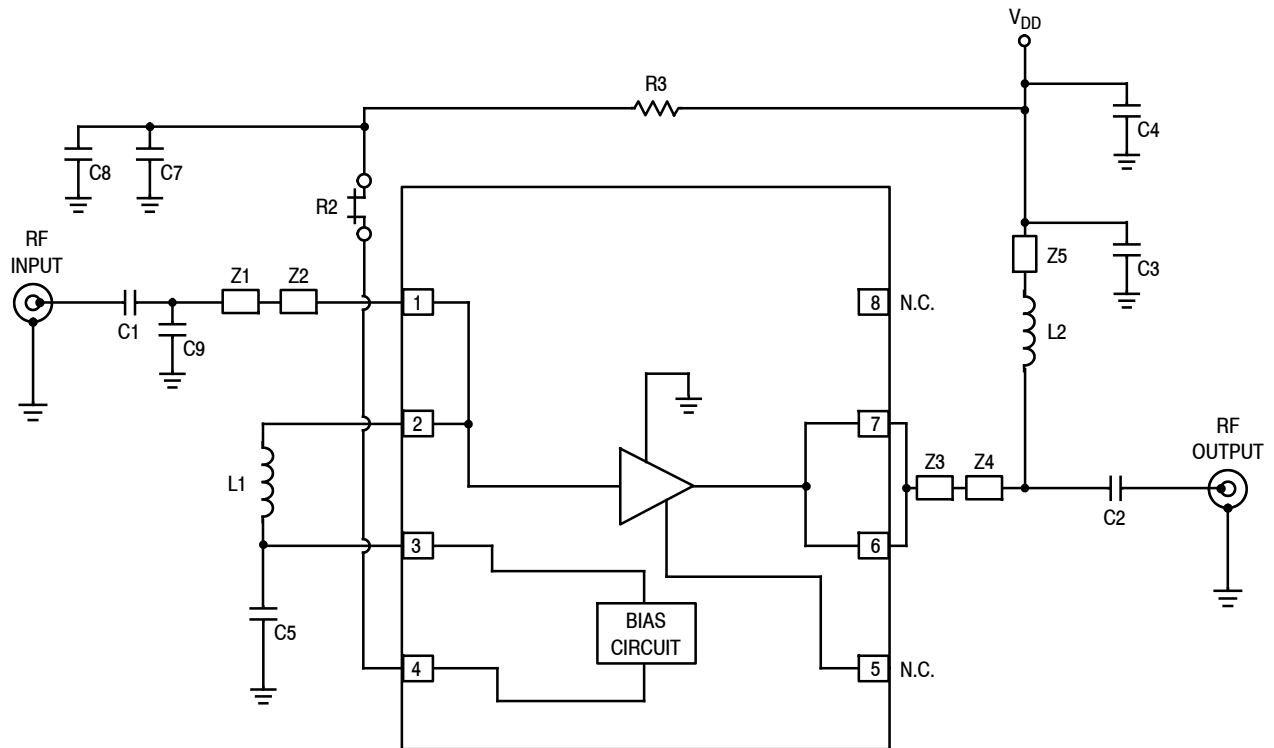 VDD
R3
C4
C8
C7
R2
RF
INPUT
Z1
Z2
Z5
C3
1
8
N.C.
C1
C9
L2
2
7
RF
OUTPUT
Z3
Z4
L1
C2
3
6
C5
BIAS
CIRCUIT
4
5
N.C.